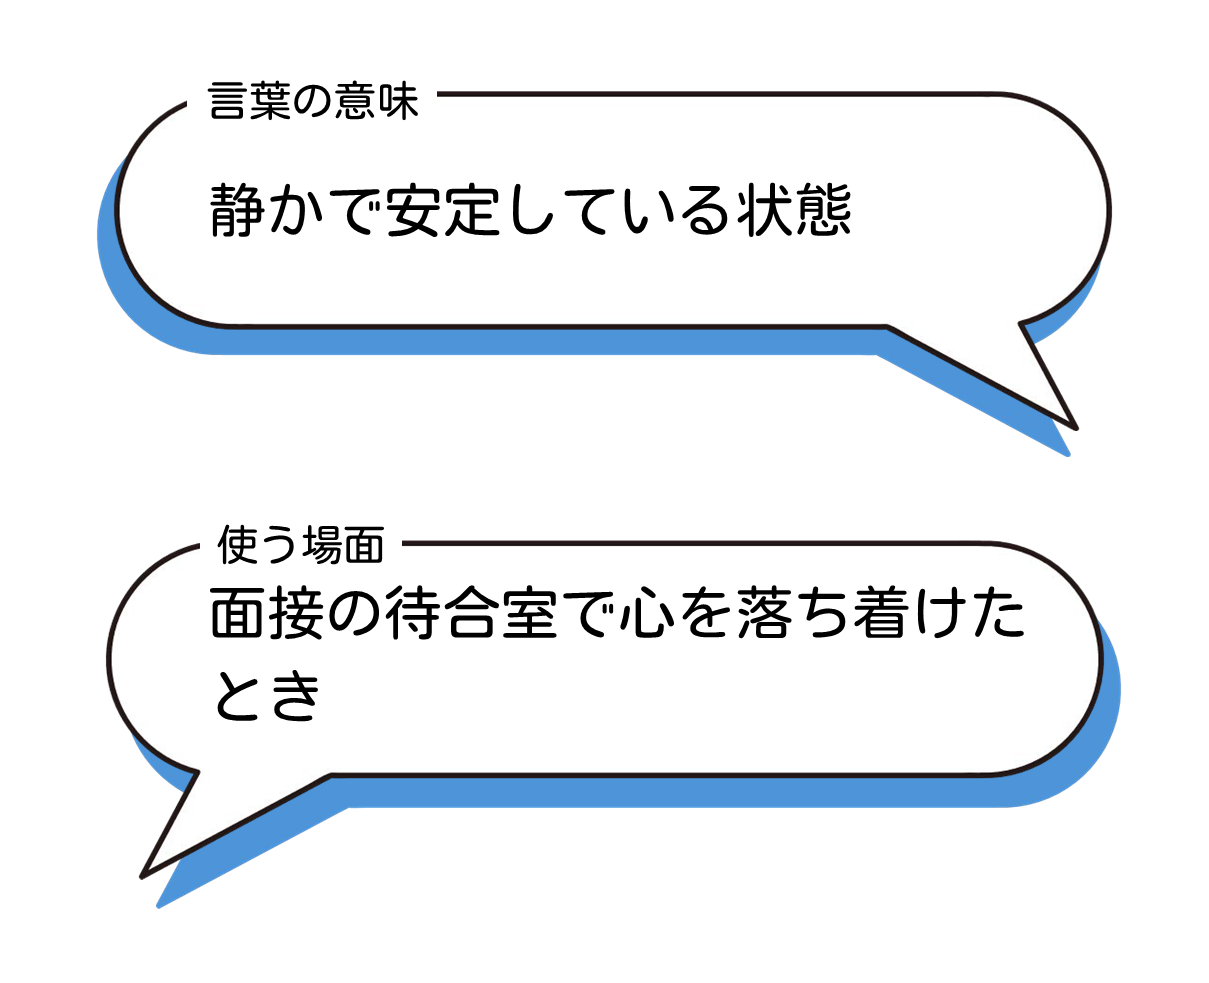 言葉の意味
静かで安定している状態
使う場面
面接の待合室で心を落ち着けた
とき